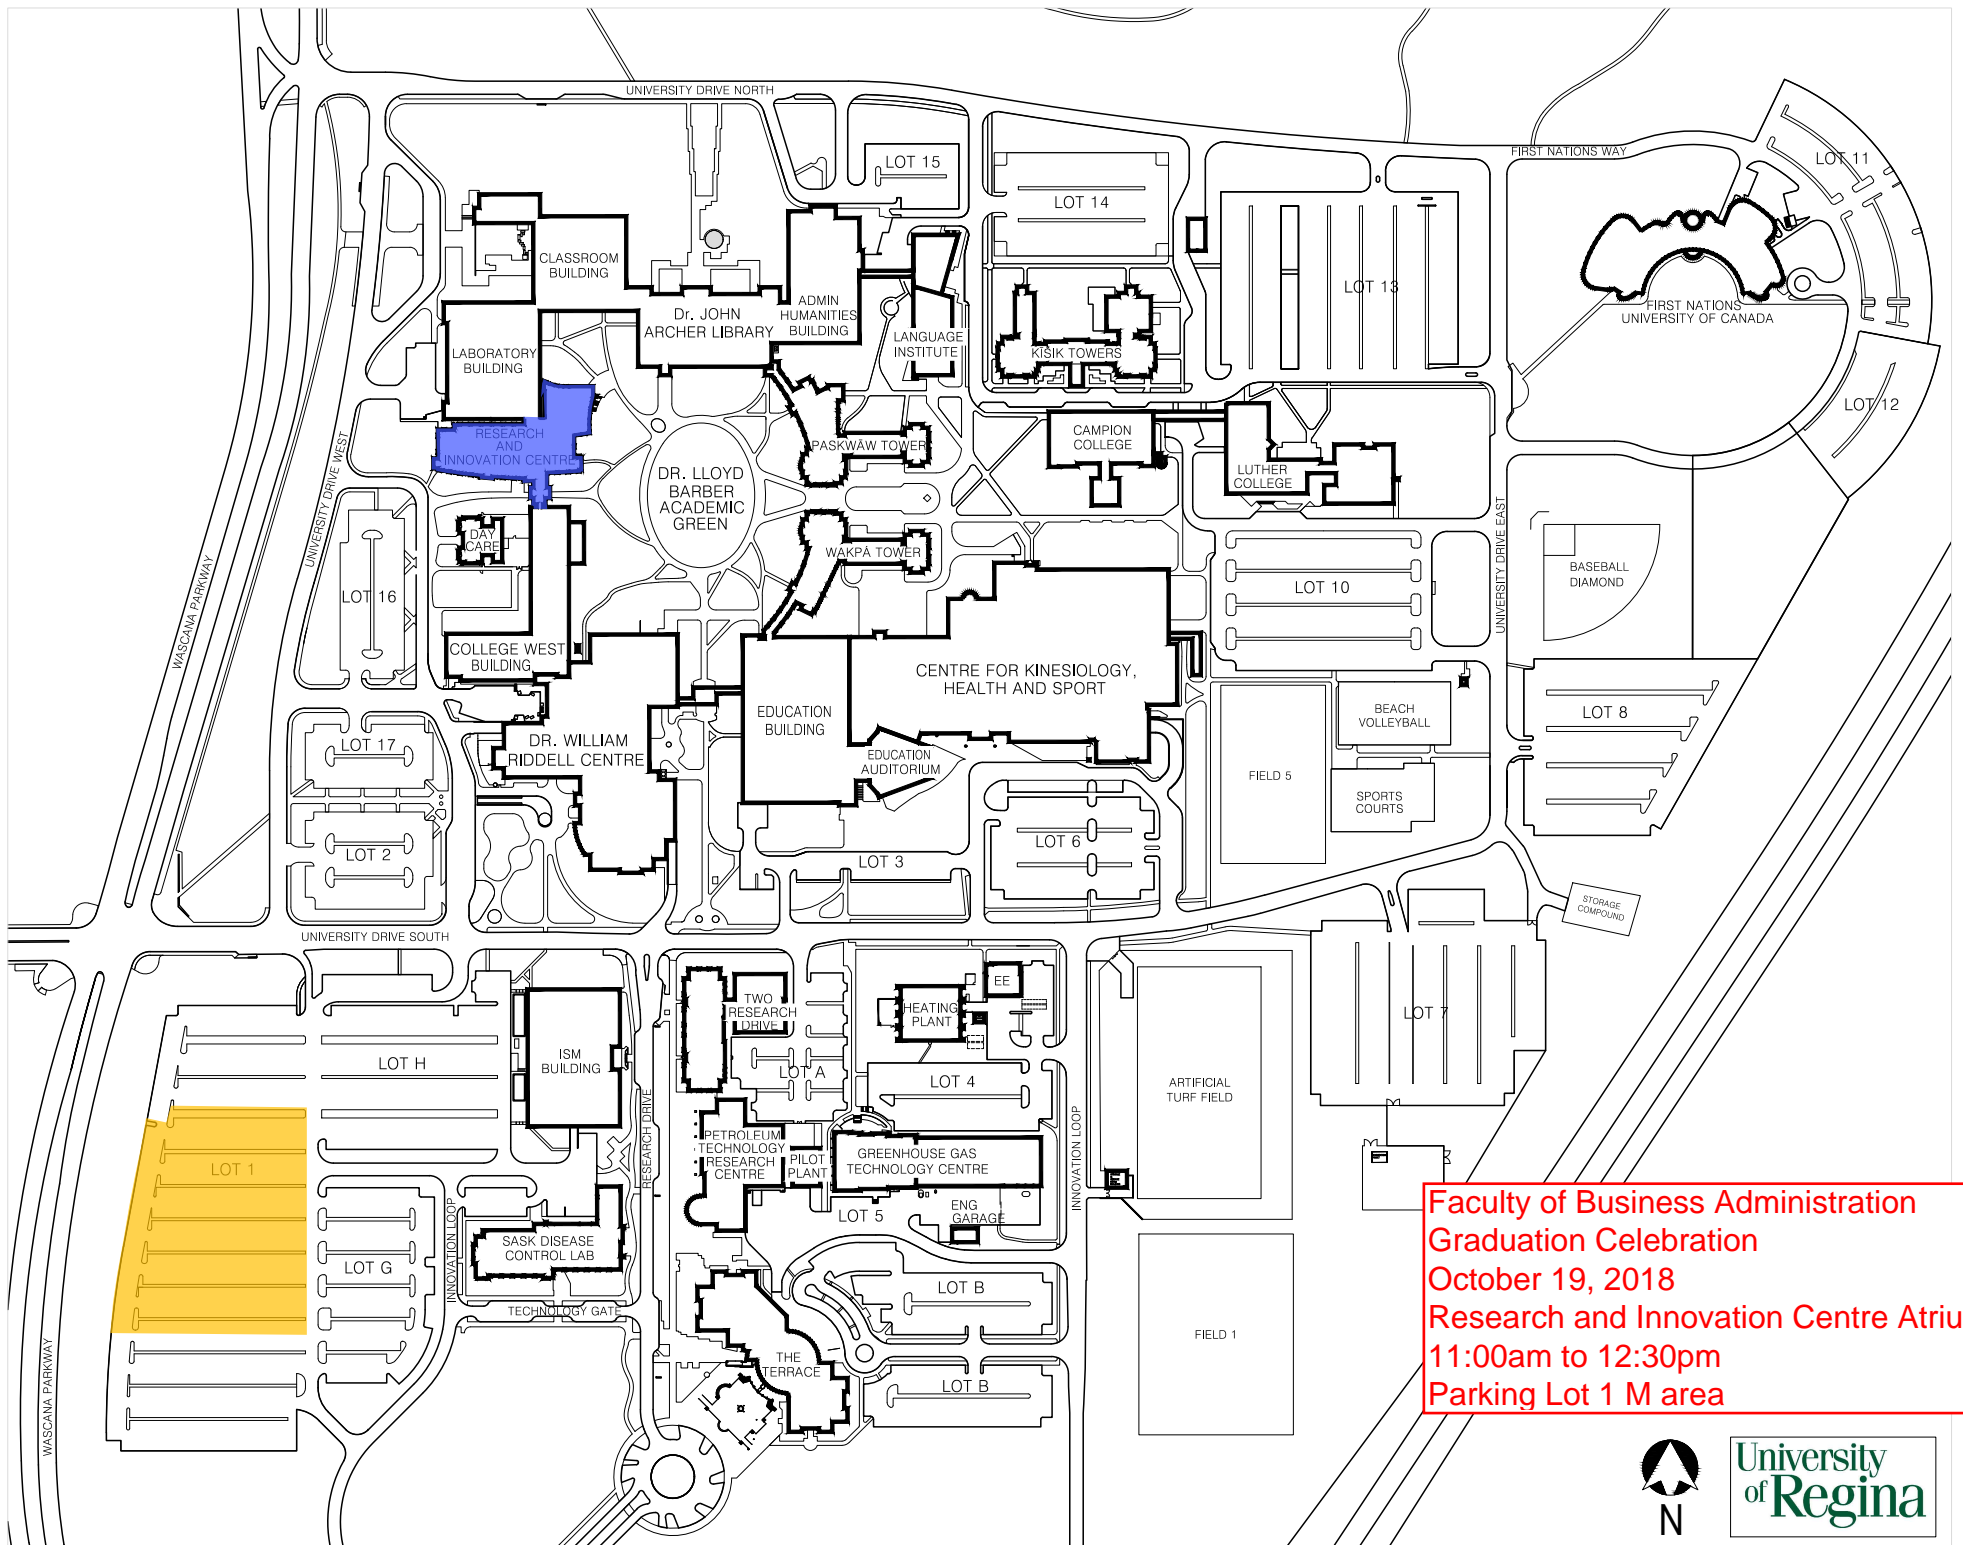 UNIVERSITY DRIVE NORTH
FIRST NATIONS WAY
LOT 15
LOT 11
LOT 14
CLASSROOM
BUILDING
LOT 13
ADMIN
HUMANITIES
BUILDING
Dr. JOHN
ARCHER LIBRARY
FIRST NATIONS
UNIVERSITY OF CANADA
LANGUAGE
INSTITUTE
KĪSIK TOWERS
LABORATORY
BUILDING
LOT 12
RESEARCH
AND
INNOVATION CENTRE
PASKWĀW TOWER
CAMPION
COLLEGE
LUTHER
COLLEGE
DR. LLOYD
BARBER
ACADEMIC
GREEN
UNIVERSITY DRIVE WEST
UNIVERSITY DRIVE EAST
DAY
CARE
WAKPĀ TOWER
BASEBALL
DIAMOND
LOT 16
LOT 10
WASCANA PARKWAY
COLLEGE WEST
BUILDING
CENTRE FOR KINESIOLOGY,
HEALTH AND SPORT
EDUCATION
BUILDING
BEACH
VOLLEYBALL
LOT 8
LOT 17
DR. WILLIAM
RIDDELL CENTRE
EDUCATION
AUDITORIUM
FIELD 5
SPORTS
COURTS
LOT 2
LOT 3
LOT 6
STORAGE
COMPOUND
UNIVERSITY DRIVE SOUTH
TWO
RESEARCH
DRIVE
EE
HEATING
PLANT
LOT 7
ISM
BUILDING
LOT H
LOT A
LOT 4
ARTIFICIAL
TURF FIELD
RESEARCH DRIVE
INNOVATION LOOP
PETROLEUM
TECHNOLOGY
RESEARCH
CENTRE
PILOT
PLANT
GREENHOUSE GAS
TECHNOLOGY CENTRE
LOT 1
LOT 5
ENG
GARAGE
INNOVATION LOOP
SASK DISEASE
CONTROL LAB
LOT G
LOT B
TECHNOLOGY GATE
FIELD 1
THE
TERRACE
LOT B
WASCANA PARKWAY
Faculty of Business Administration
Graduation Celebration
October 19, 2018
Research and Innovation Centre Atriu
11:00am to 12:30pm
Parking Lot 1 M area
N
University
of Regina